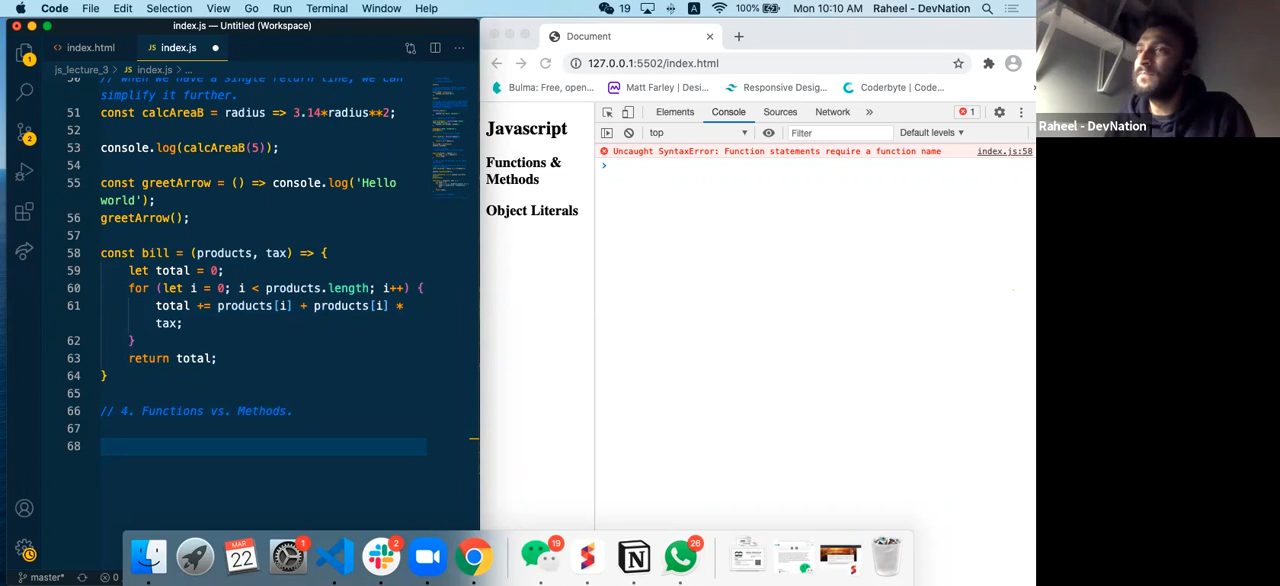 Code File Edit Selection View Go Run Terminal Window Help
19 A 100% Mon 10:10 AM Raheel - DevNation
index.js — Untitled (Workspace)
index.html
JS index.js
js_lecture_3 > JS index.js > ...
50 // when we have a single return line, we can
simplify it further.
51 const calcAreaB = radius => 3.14*radius**2;
52
53 console.log(calcAreaB(5));
54
55 const greetArrow = () => console.log('Hello
world');
56 greetArrow();
57
58 const bill = (products, tax) => {
59 let total = 0;
60 for (let i = 0; i < products.length; i++) {
61 total += products[i] + products[i] *
tax;
62 }
63 return total;
64 }
65
66 // 4. Functions vs. Methods.
67
68
1
2
master*
0
Document
127.0.0.1:5502/index.html
Bulma: Free, open... Matt Farley | Desi... Responsive Desig... Coderbyte | Code...
Javascript
Functions &
Methods
Object Literals
Elements Console Sources Network » 1
top Filter Default levels
Uncaught SyntaxError: Function statements require a function name index.js:58
Raheel - DevNation
MAR
22
1
2
19
26